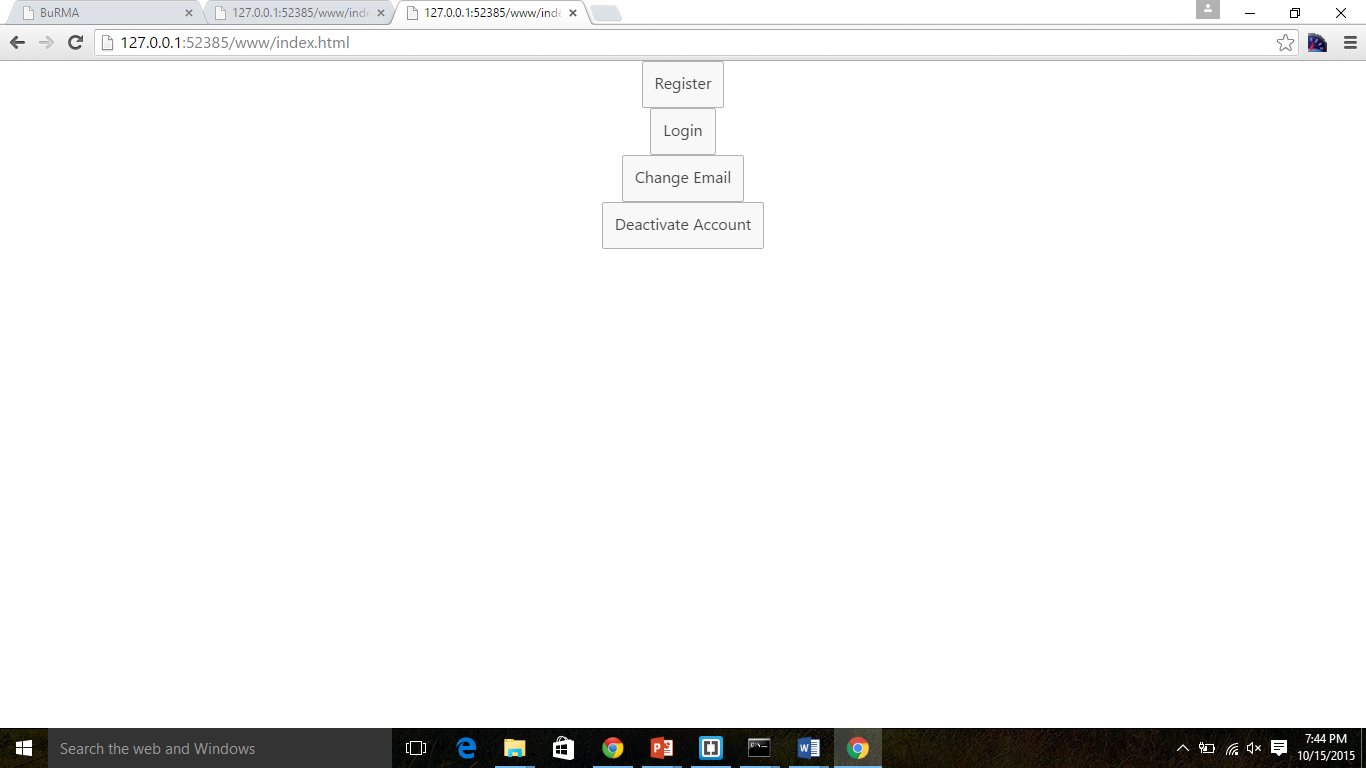 BuRMA
127.0.0.1:52385/www/inde
127.0.0.1:52385/www/inde
127.0.0.1:52385/www/index.html
Register
Login
Change Email
Deactivate Account
Search the web and Windows
7:44 PM
10/15/2015